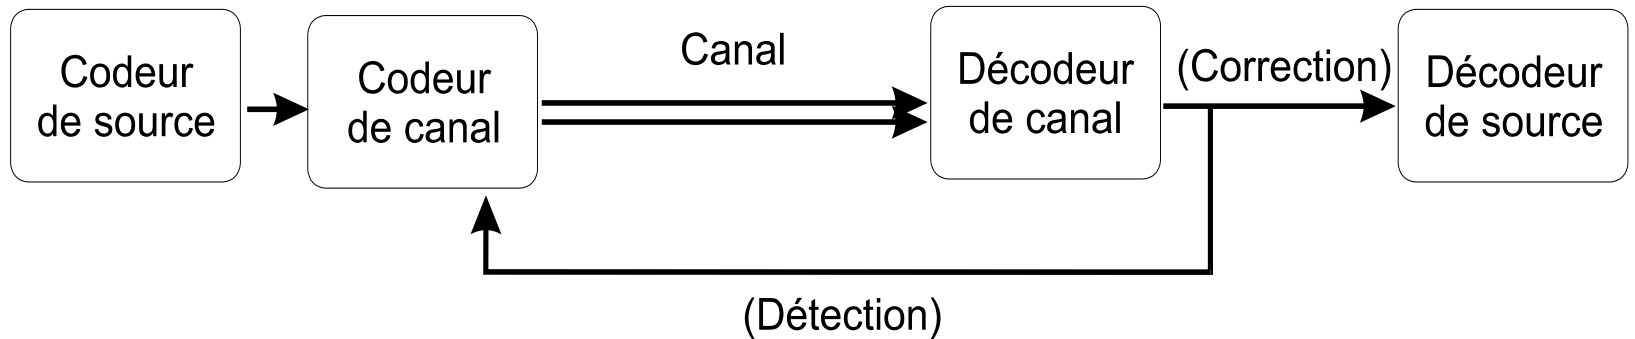 Codeur
de source
Codeur
de canal
Canal
Décodeur
de canal
(Correction)
Décodeur
de source
(Détection)